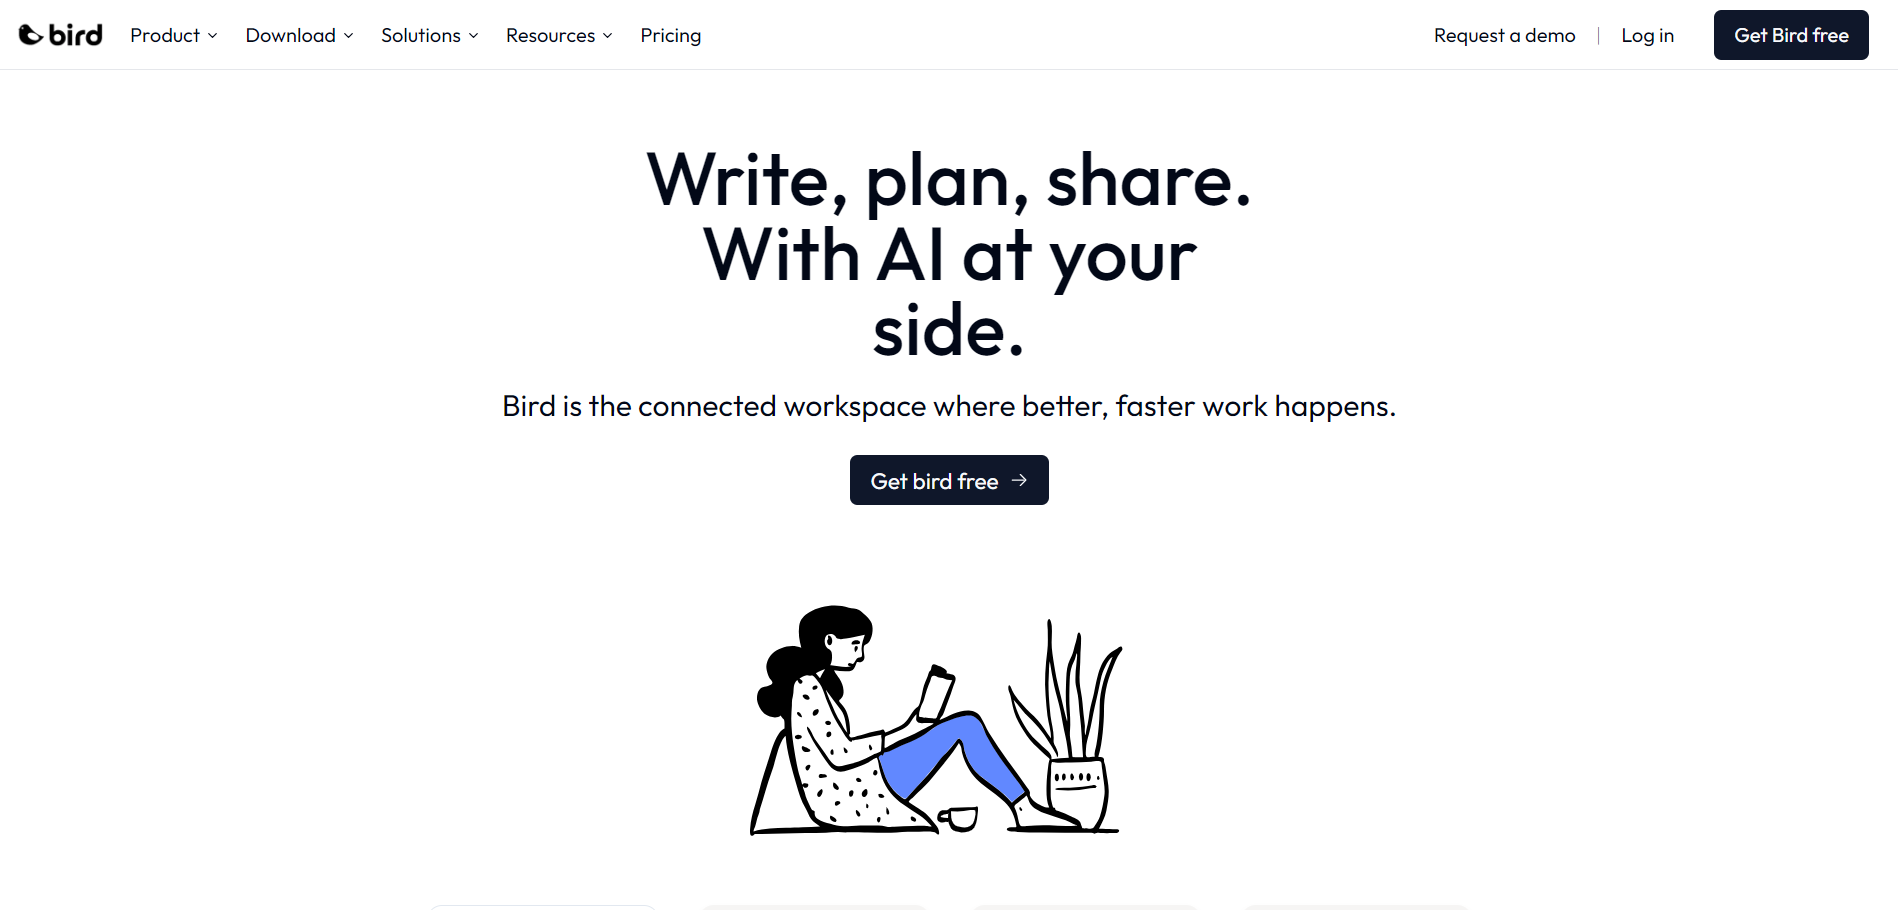 bird
Product
Download
Solutions
Resources
Pricing
Request a demo
Log in
Get Bird free
Write, plan, share.
With AI at your
side.
Bird is the connected workspace where better, faster work happens.
Get bird free